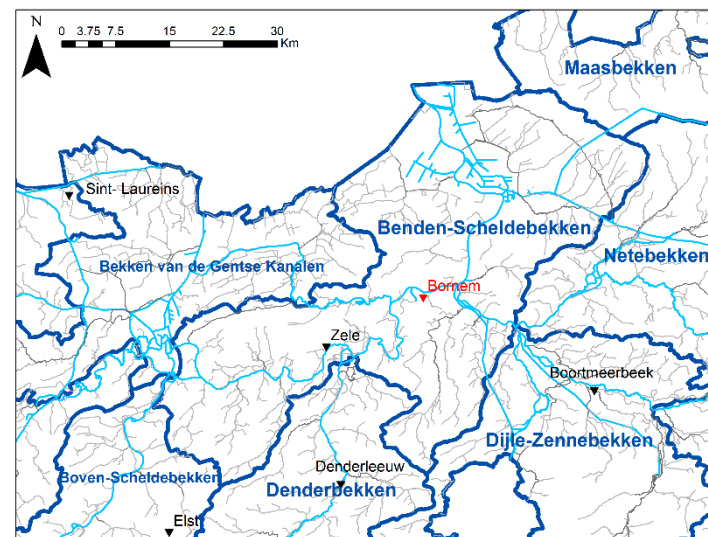 N
0 3.75 7.5 15 22.5 30
Km
Maasbekken
Sint- Laureins
Benden-Scheldebekken
Netebekken
Bekken van de Gentse Kanalen
Bornem
Zele
Boortmeerbeek
Dijle-Zennebekken
Denderleeuw
Boven-Scheldebekken
Denderbekken
Elst